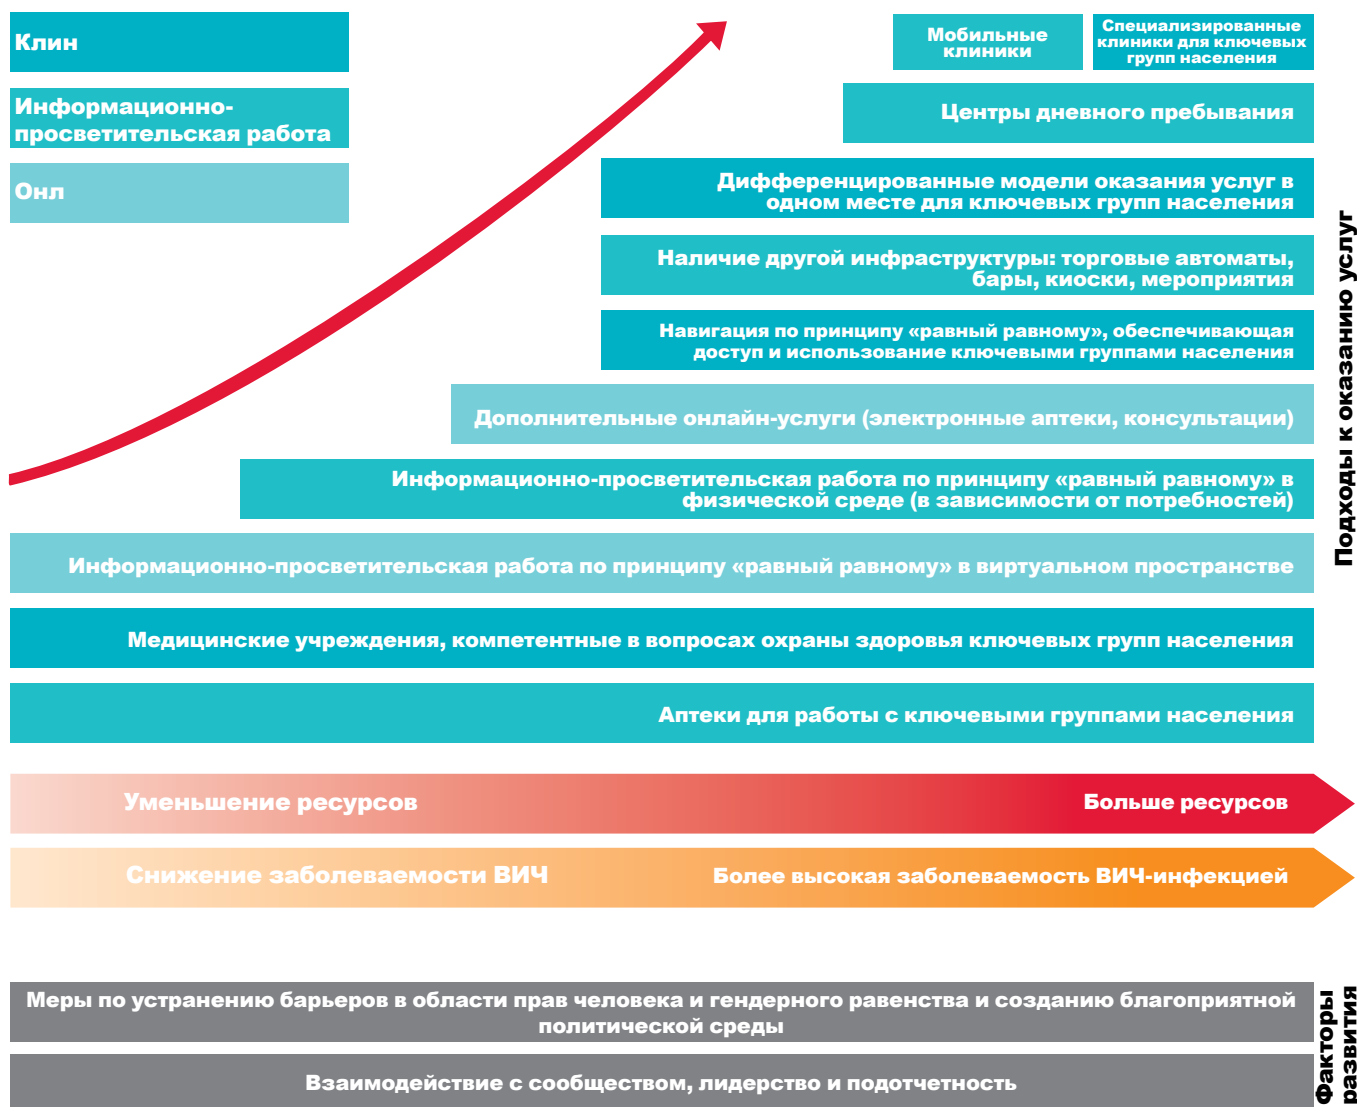 Клин
Информационно-
просветительская работа
Онл
Мобильные
клиники
Специализированные
клиники для ключевых
групп населения
Центры дневного пребывания
Дифференцированные модели оказания услуг в
одном месте для ключевых групп населения
Наличие другой инфраструктуры: торговые автоматы,
бары, киоски, мероприятия
Навигация по принципу «равный равному», обеспечивающая
доступ и использование ключевыми группами населения
Дополнительные онлайн-услуги (электронные аптеки, консультации)
Информационно-просветительская работа по принципу «равный равному» в
физической среде (в зависимости от потребностей)
Информационно-просветительская работа по принципу «равный равному» в виртуальном пространстве
Медицинские учреждения, компетентные в вопросах охраны здоровья ключевых групп населения
Аптеки для работы с ключевыми группами населения
Подходы к оказанию услуг
Уменьшение ресурсов
Больше ресурсов
Снижение заболеваемости ВИЧ
Более высокая заболеваемость ВИЧ-инфекцией
Меры по устранению барьеров в области прав человека и гендерного равенства и созданию благоприятной
политической среды
Взаимодействие с сообществом, лидерство и подотчетность
Факторы
развития